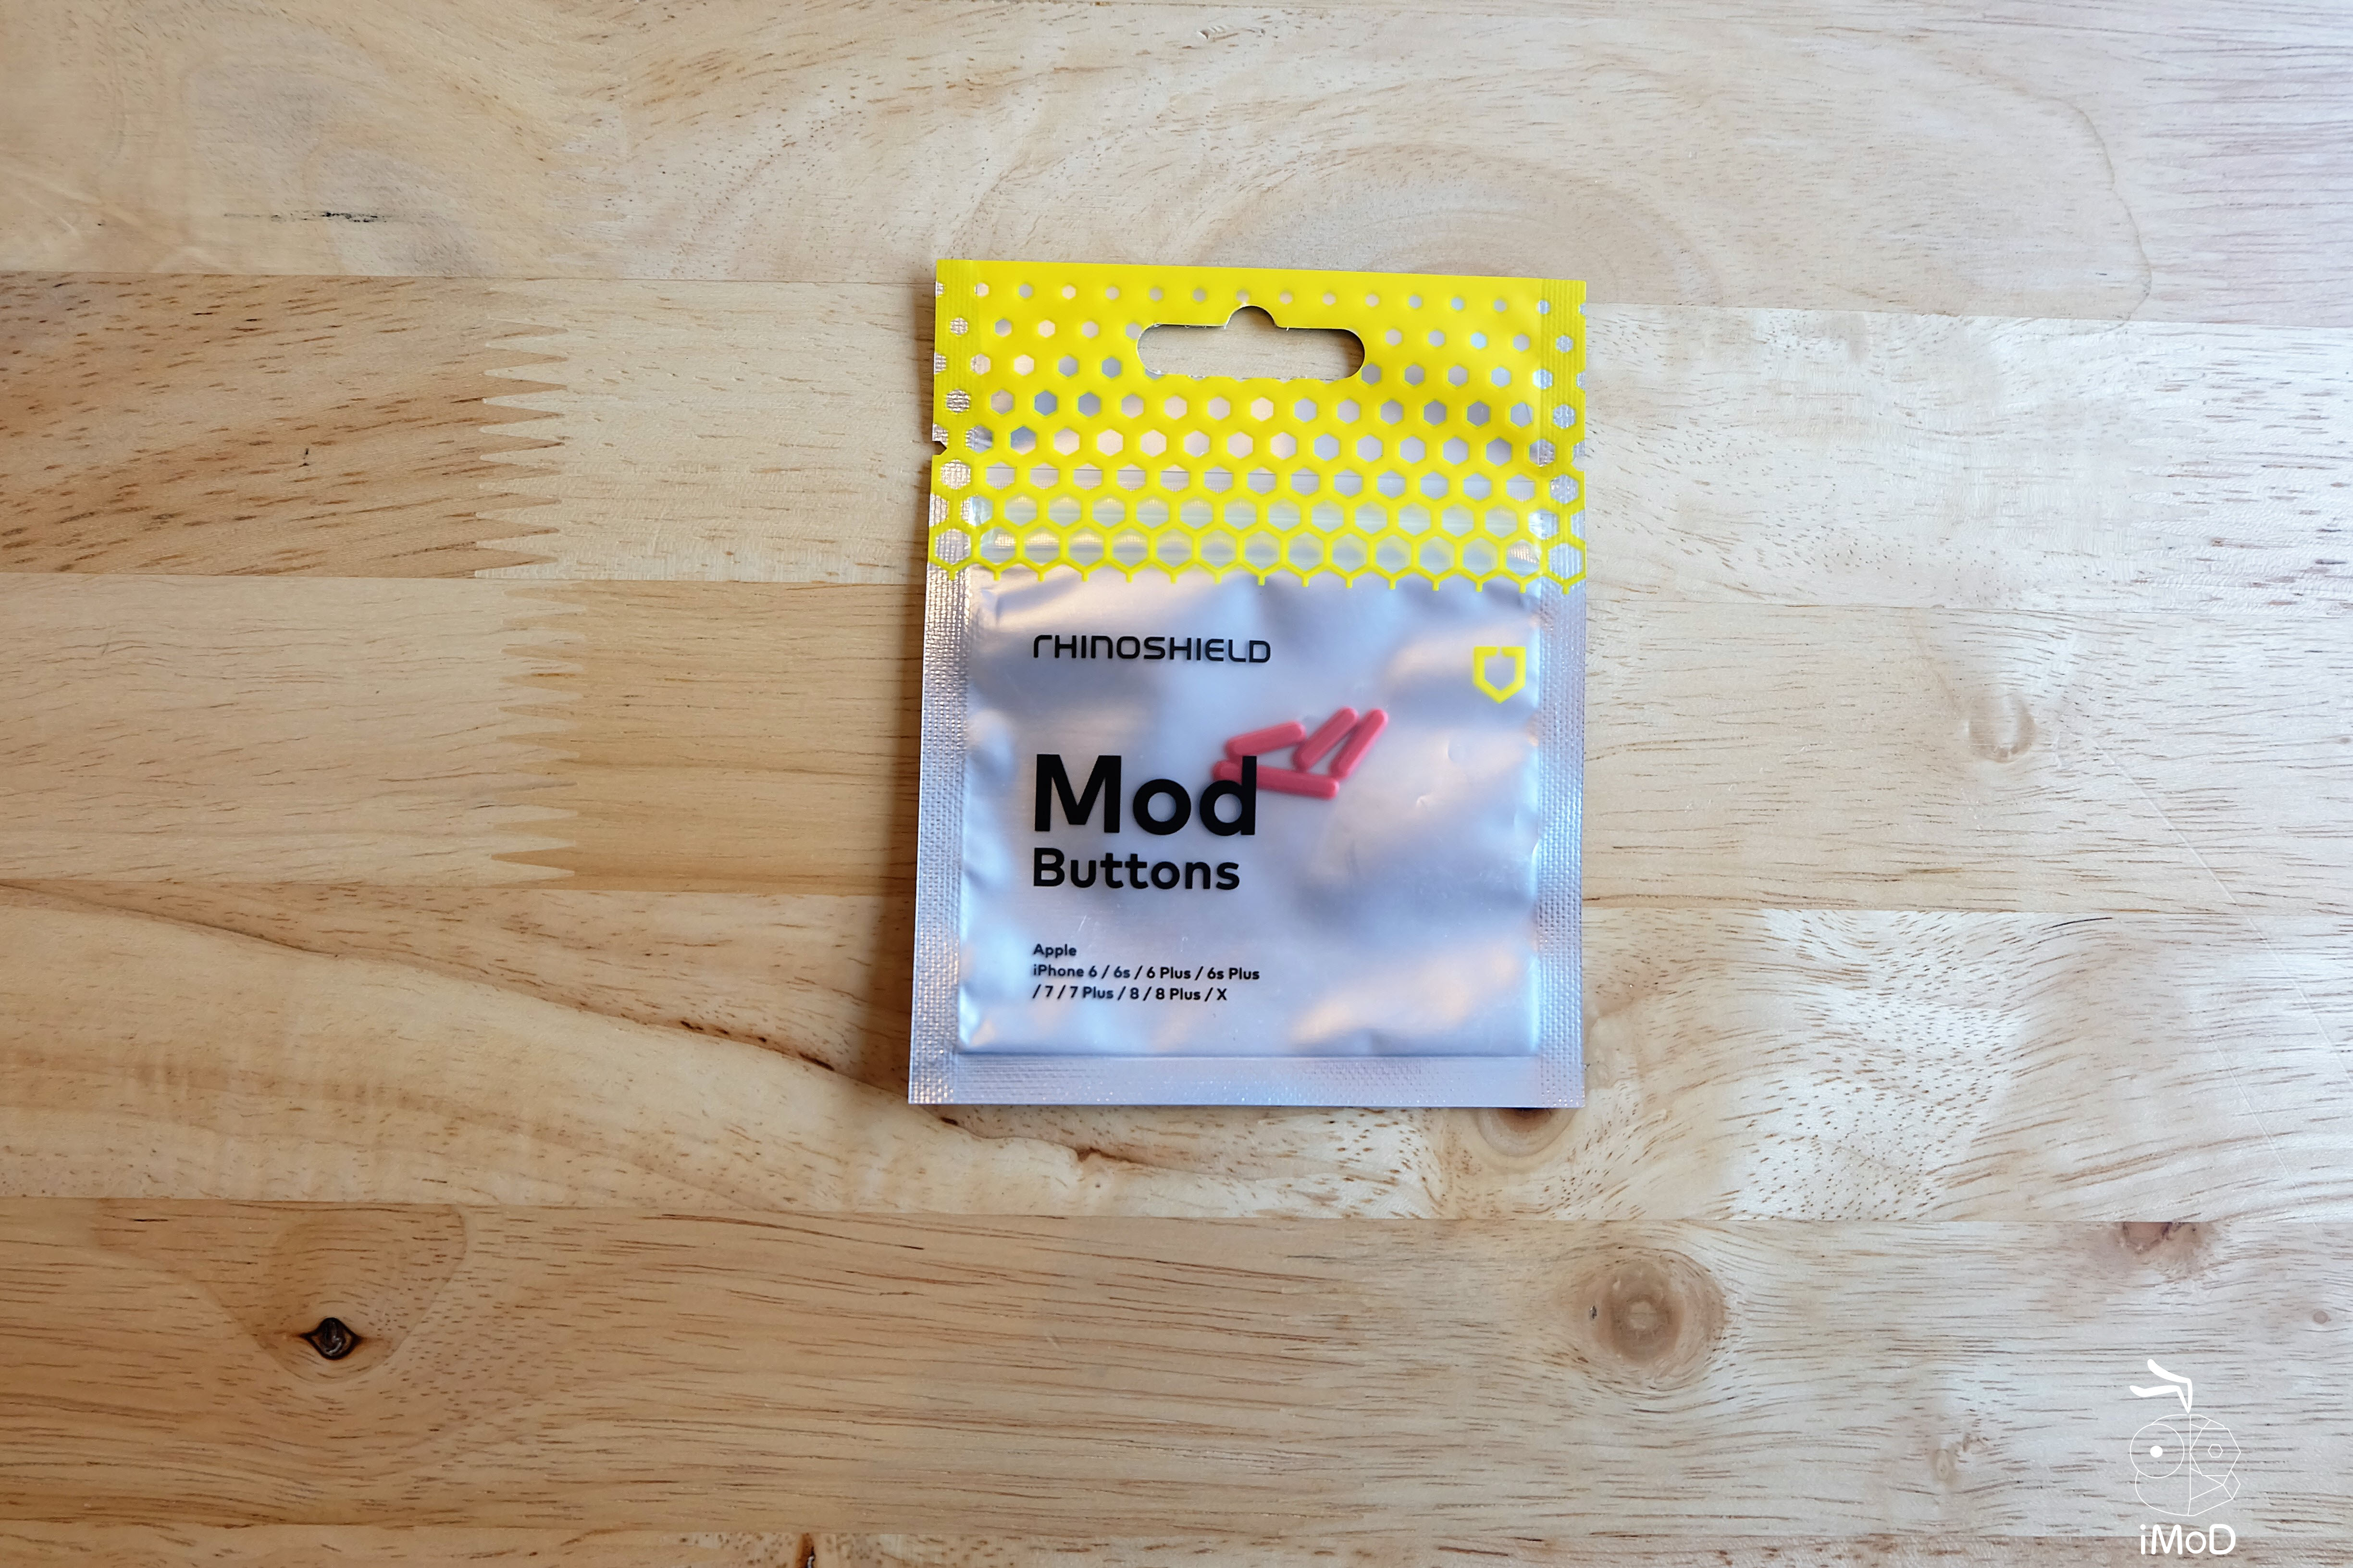 RHINOSHIELD
Mod
Buttons
Apple
iPhone 6 / 6s / 6 Plus / 6s Plus
/ 7 / 7 Plus / 8 / 8 Plus / X
iMoD